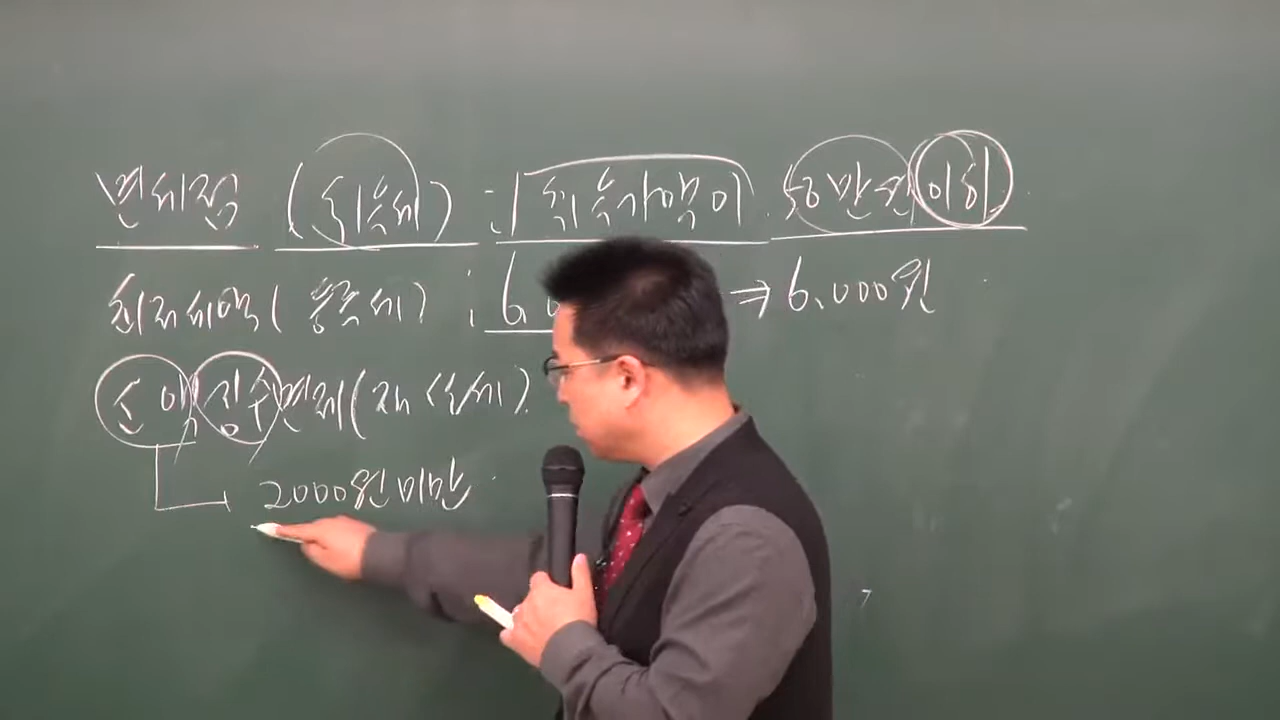 면세점 (취득세) : 취득가액이 50만원 이하
최저세액 (등록세) : 6.0 ⇒ 6.000원
소액징수면제 (재산세)
2000원 미만